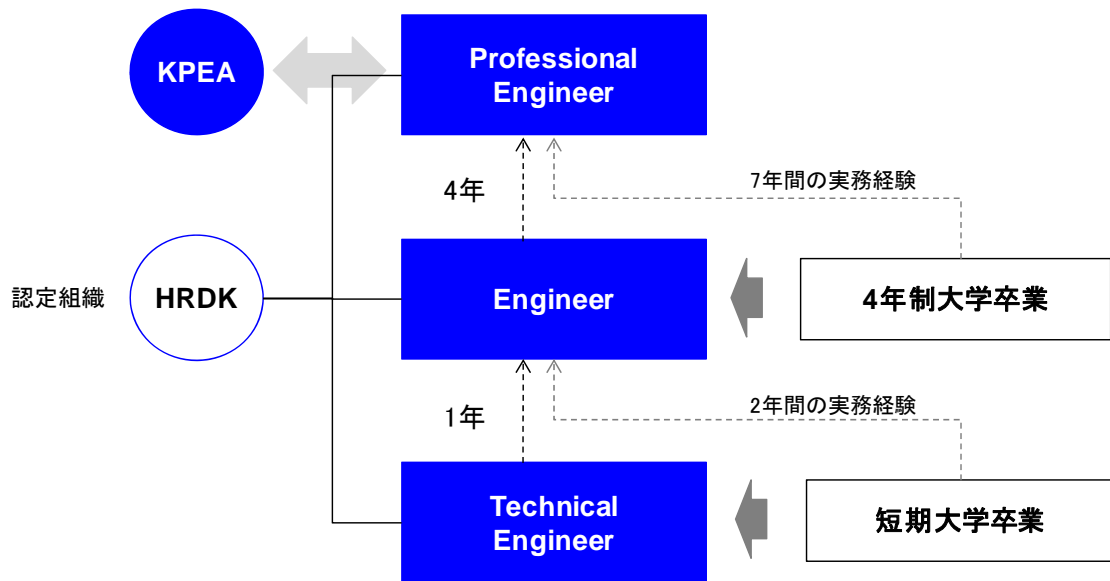 KPEA
Professional
Engineer
4年
7年間の実務経験
認定組織
HRDK
Engineer
4年制大学卒業
1年
2年間の実務経験
Technical
Engineer
短期大学卒業